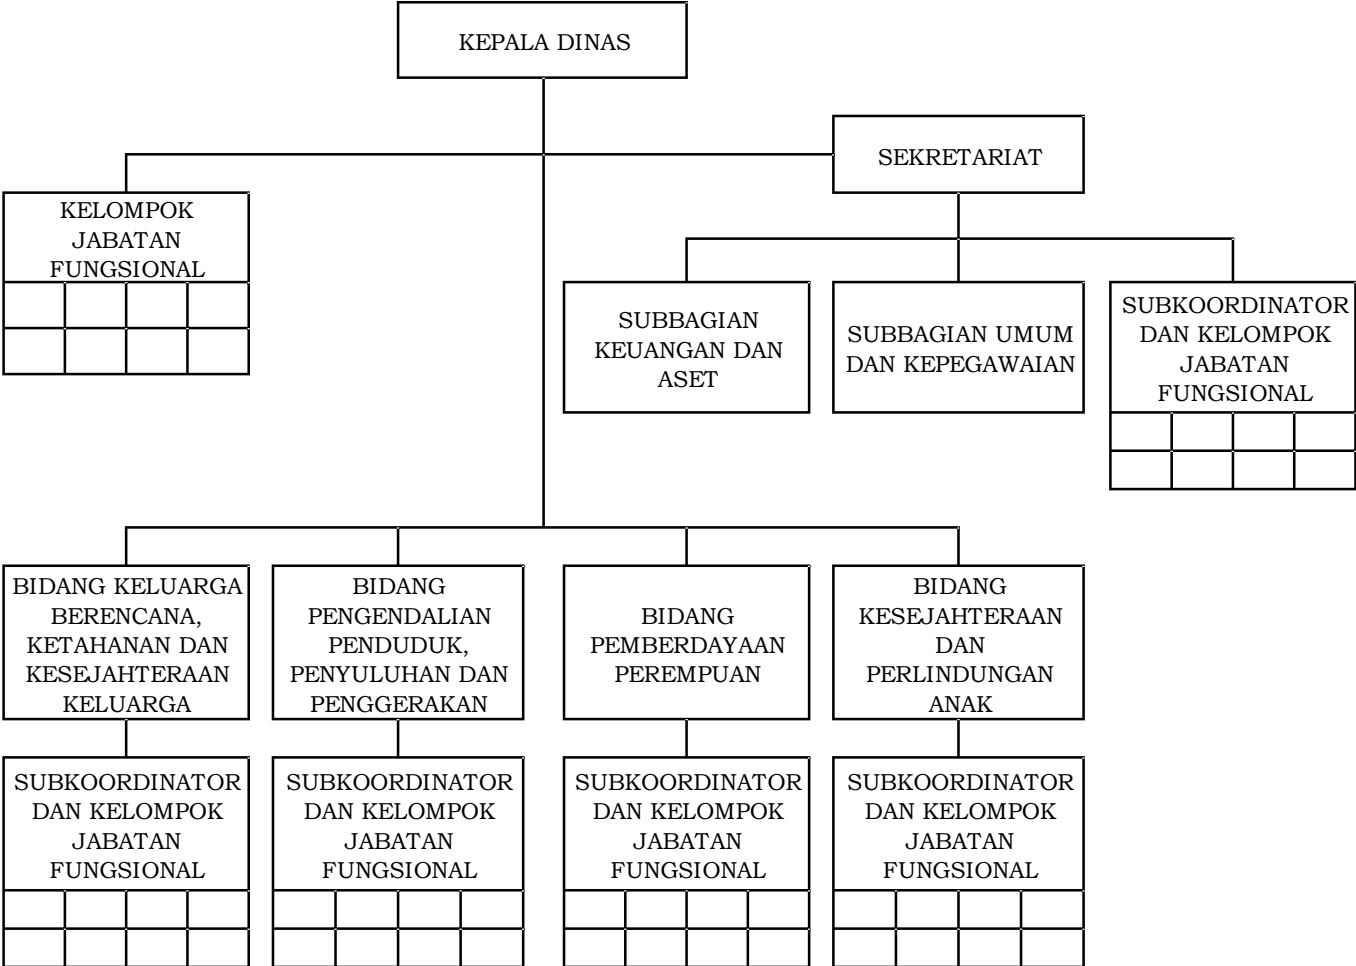 KEPALA DINAS
SEKRETARIAT
KELOMPOK
JABATAN
FUNGSIONAL
SUBBAGIAN
KEUANGAN DAN
ASET
SUBBAGIAN UMUM
DAN KEPEGAWAIAN
SUBKOORDINATOR
DAN KELOMPOK
JABATAN
FUNGSIONAL
BIDANG KELUARGA
BERENCANA,
KETAHANAN DAN
KESEJAHTERAAN
KELUARGA
BIDANG
PENGENDALIAN
PENDUDUK,
PENYULUHAN DAN
PENGGERAKAN
BIDANG
PEMBERDAYAAN
PEREMPUAN
BIDANG
KESEJAHTERAAN
DAN
PERLINDUNGAN
ANAK
SUBKOORDINATOR
DAN KELOMPOK
JABATAN
FUNGSIONAL
SUBKOORDINATOR
DAN KELOMPOK
JABATAN
FUNGSIONAL
SUBKOORDINATOR
DAN KELOMPOK
JABATAN
FUNGSIONAL
SUBKOORDINATOR
DAN KELOMPOK
JABATAN
FUNGSIONAL